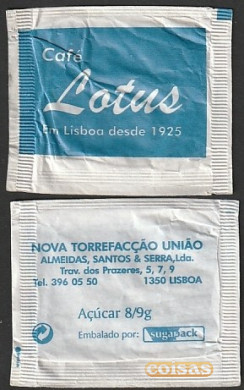 Café
Lotus
Em Lisboa desde 1925
NOVA TORREFACÇÃO UNIÃO
ALMEIDAS, SANTOS & SERRA,Lda.
Trav. dos Prazeres, 5, 7, 9
Tel. 396 05 50 1350 LISBOA
Açúcar 8/9g
Embalado por: sugapack
coisas